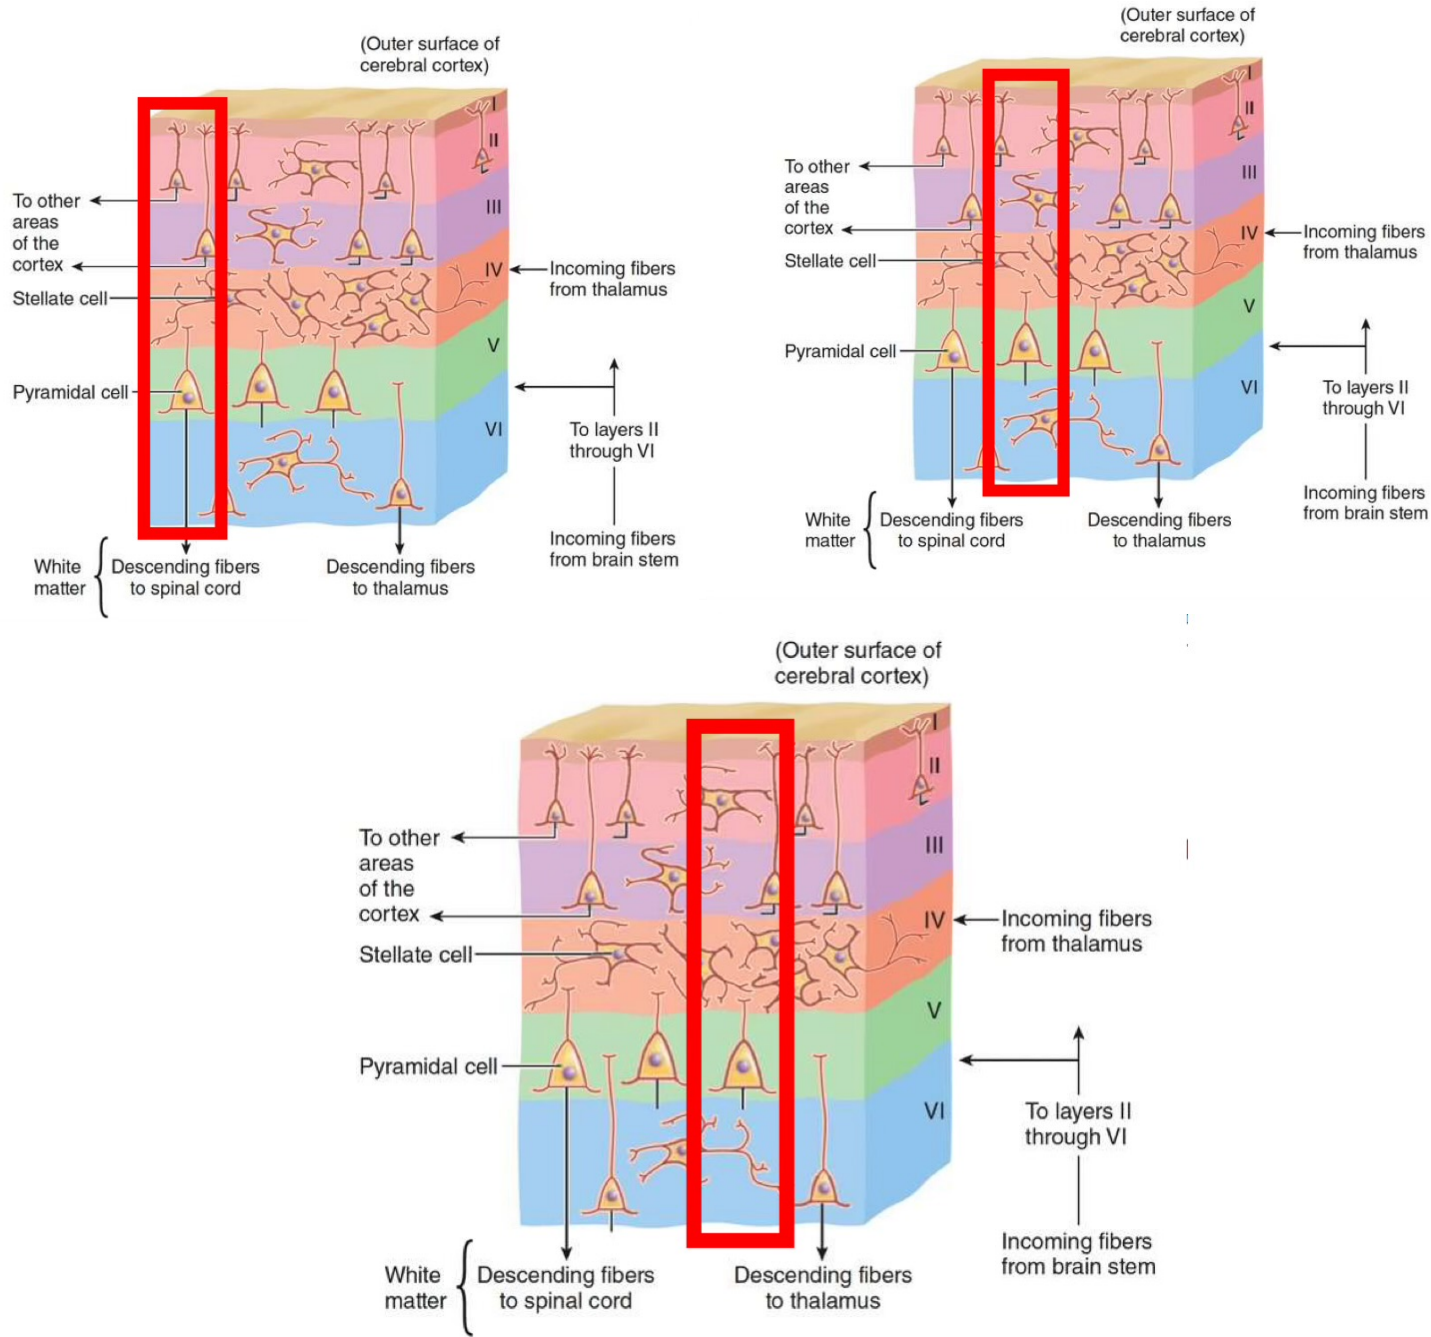 (Outer surface of
cerebral cortex)
I
II
III
IV
V
VI
To other
areas
of the
cortex
Stellate cell
Pyramidal cell
Incoming fibers
from thalamus
To layers II
through VI
Incoming fibers
from brain stem
White
matter
Descending fibers
to spinal cord
Descending fibers
to thalamus
(Outer surface of
cerebral cortex)
I
II
III
IV
V
VI
To other
areas
of the
cortex
Stellate cell
Pyramidal cell
Incoming fibers
from thalamus
To layers II
through VI
Incoming fibers
from brain stem
White
matter
Descending fibers
to spinal cord
Descending fibers
to thalamus
(Outer surface of
cerebral cortex)
I
II
III
IV
V
VI
To other
areas
of the
cortex
Stellate cell
Pyramidal cell
Incoming fibers
from thalamus
To layers II
through VI
Incoming fibers
from brain stem
White
matter
Descending fibers
to spinal cord
Descending fibers
to thalamus